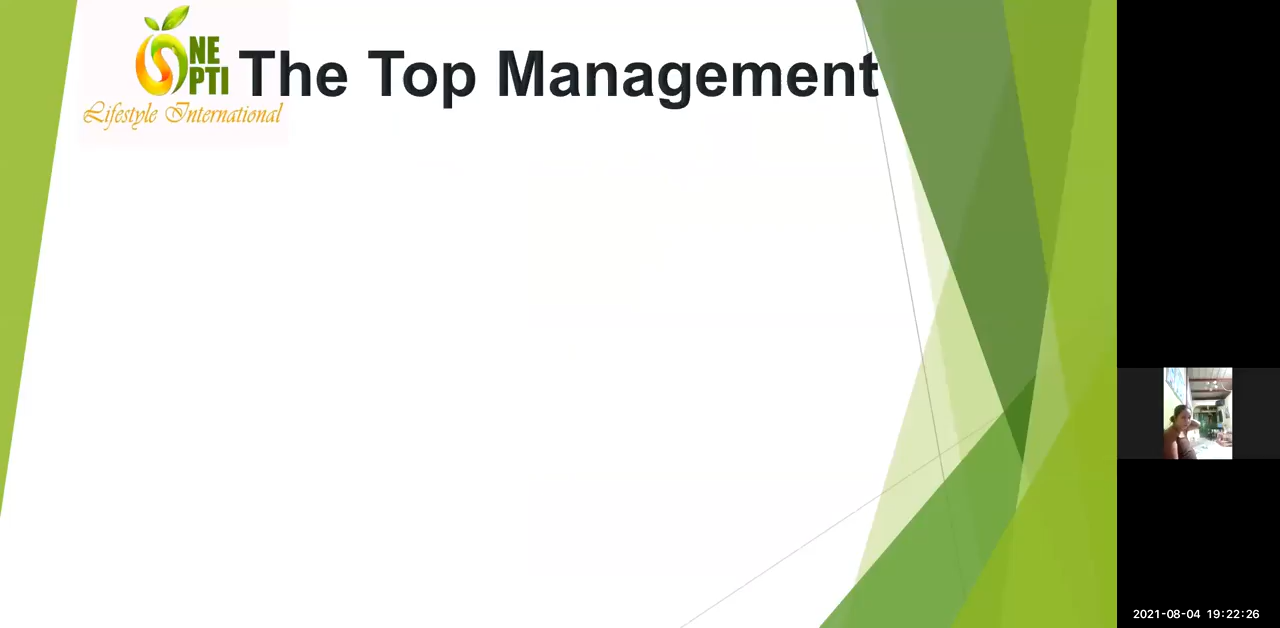 ONE
OPTI
The Top Management
Lifestyle International
2021-08-04 19:22:26